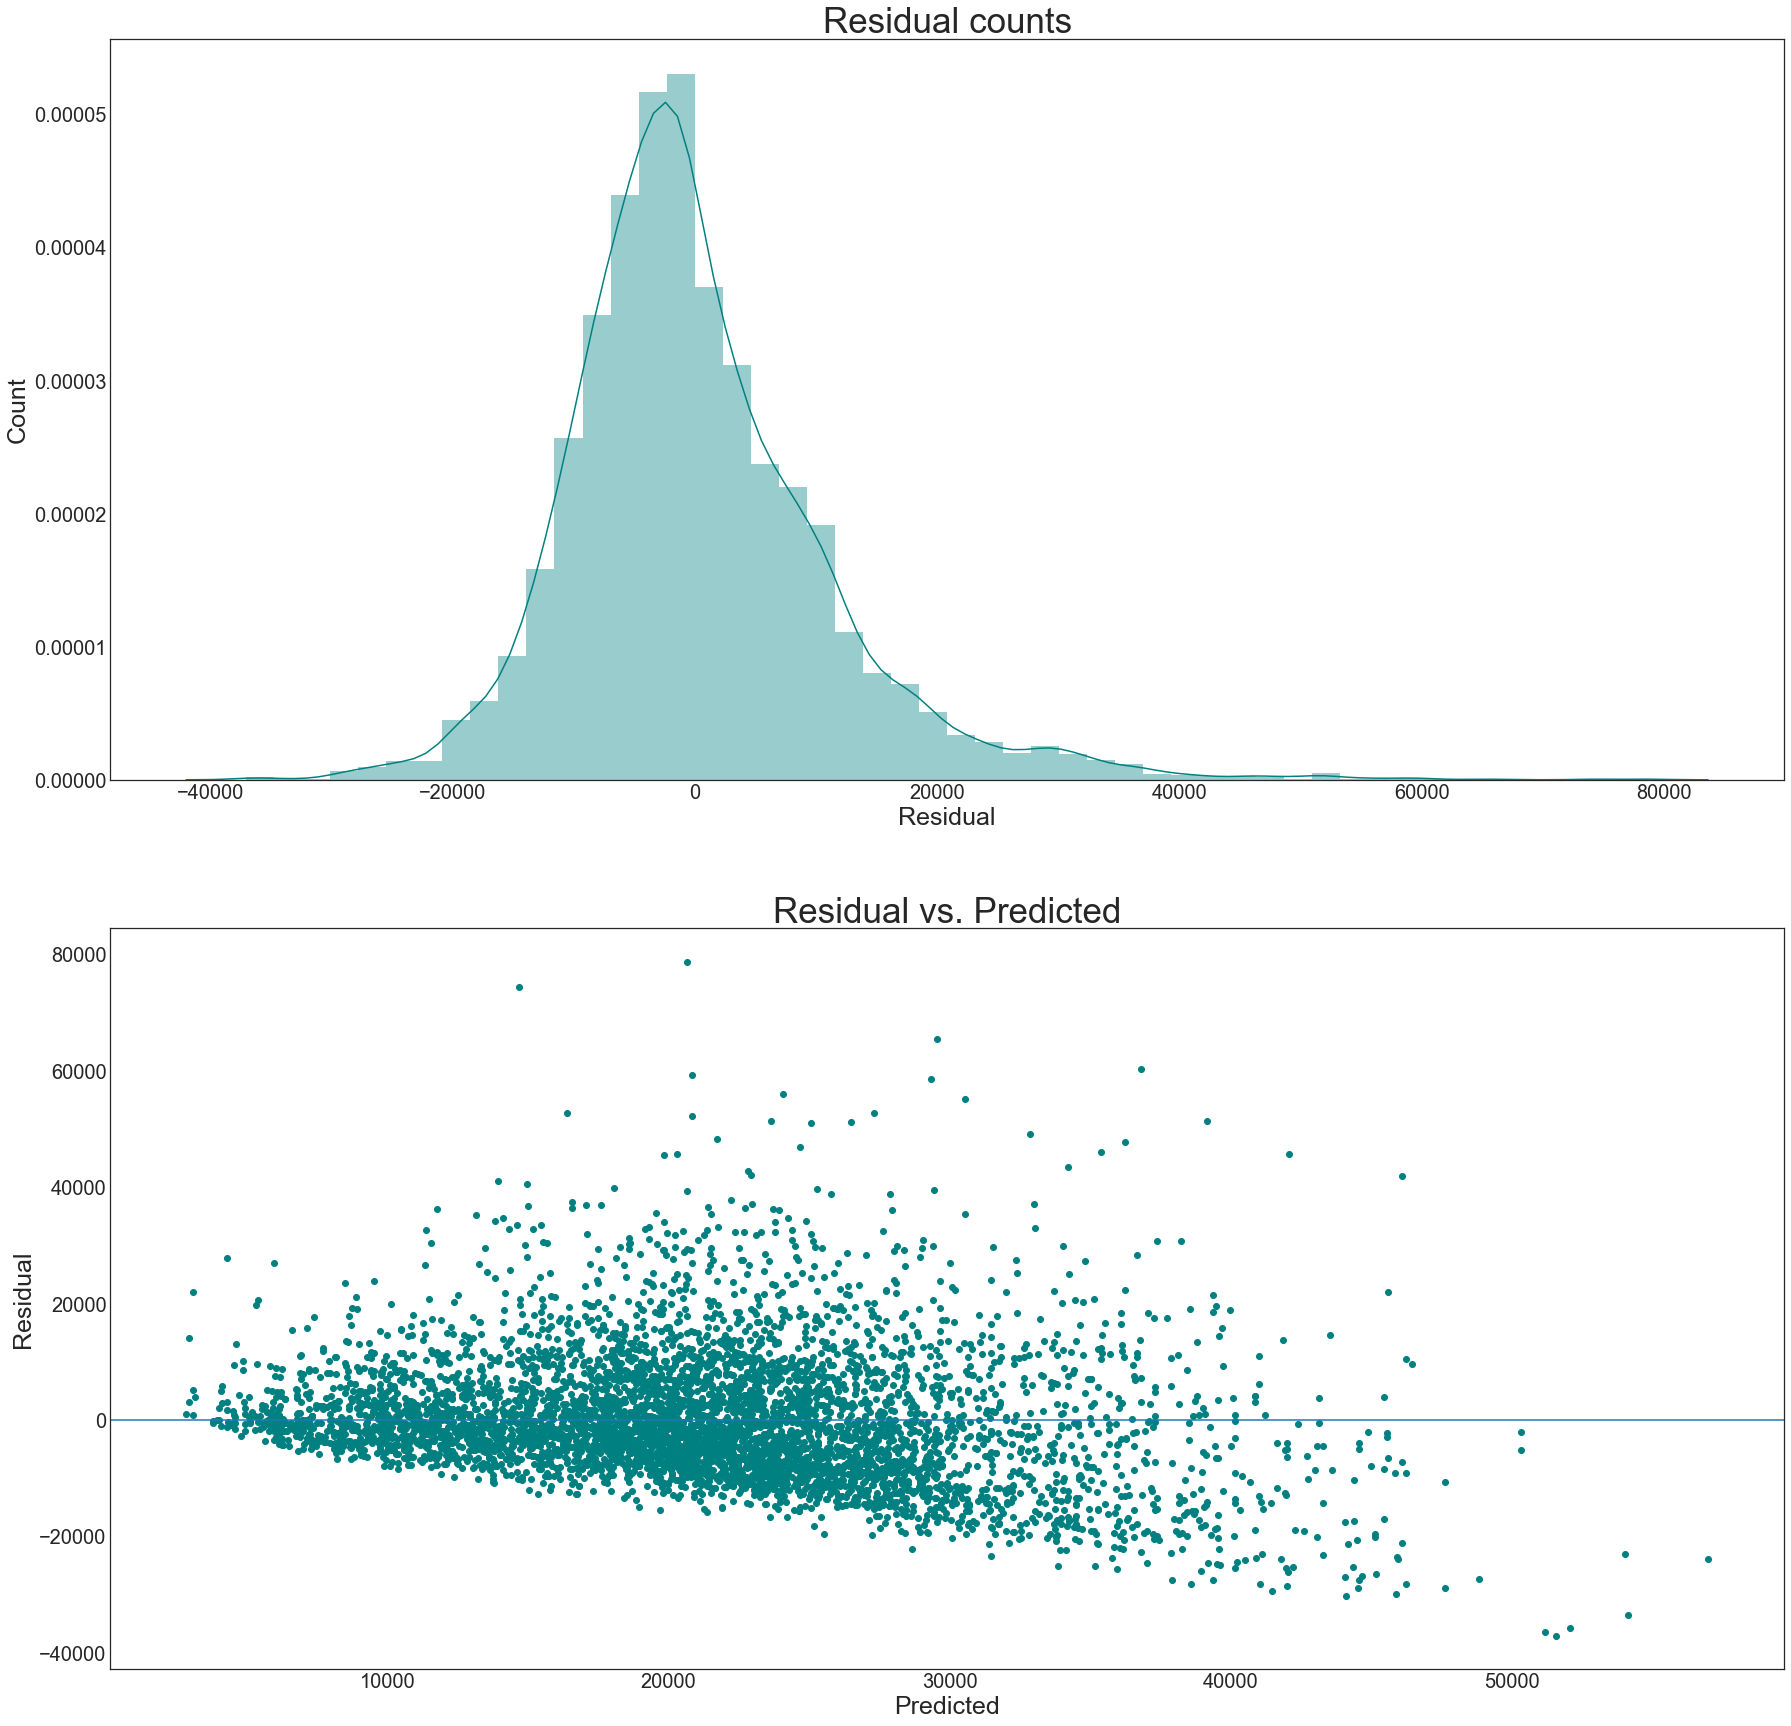 Residual counts
0.00005
0.00004
0.00003
0.00002
0.00001
0.00000
Count
−40000 −20000 0 20000 40000 60000 80000
Residual
Residual vs. Predicted
80000
60000
40000
20000
0
−20000
−40000
Residual
10000 20000 30000 40000 50000
Predicted